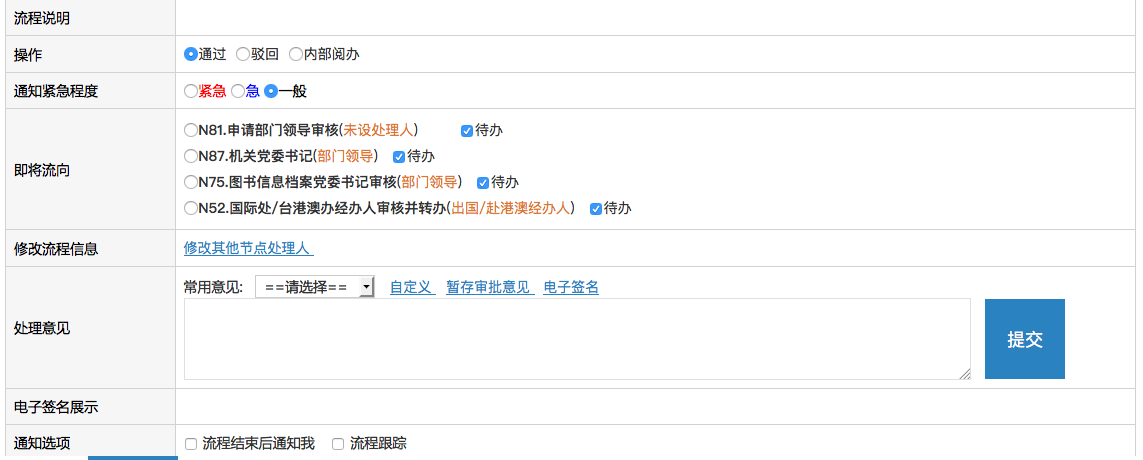 流程说明
操作 通过 驳回 内部阅办
通知紧急程度 紧急 急 一般
即将流向
N81.申请部门领导审核(未设处理人) 待办
N87.机关党委书记(部门领导) 待办
N75.图书信息档案党委书记审核(部门领导) 待办
N52.国际处/台港澳办经办人审核并转办(出国/赴港澳经办人) 待办
修改流程信息 修改其他节点处理人
处理意见
常用意见: ==请选择== 自定义 暂存审批意见 电子签名
提交
电子签名展示
通知选项 流程结束后通知我 流程跟踪